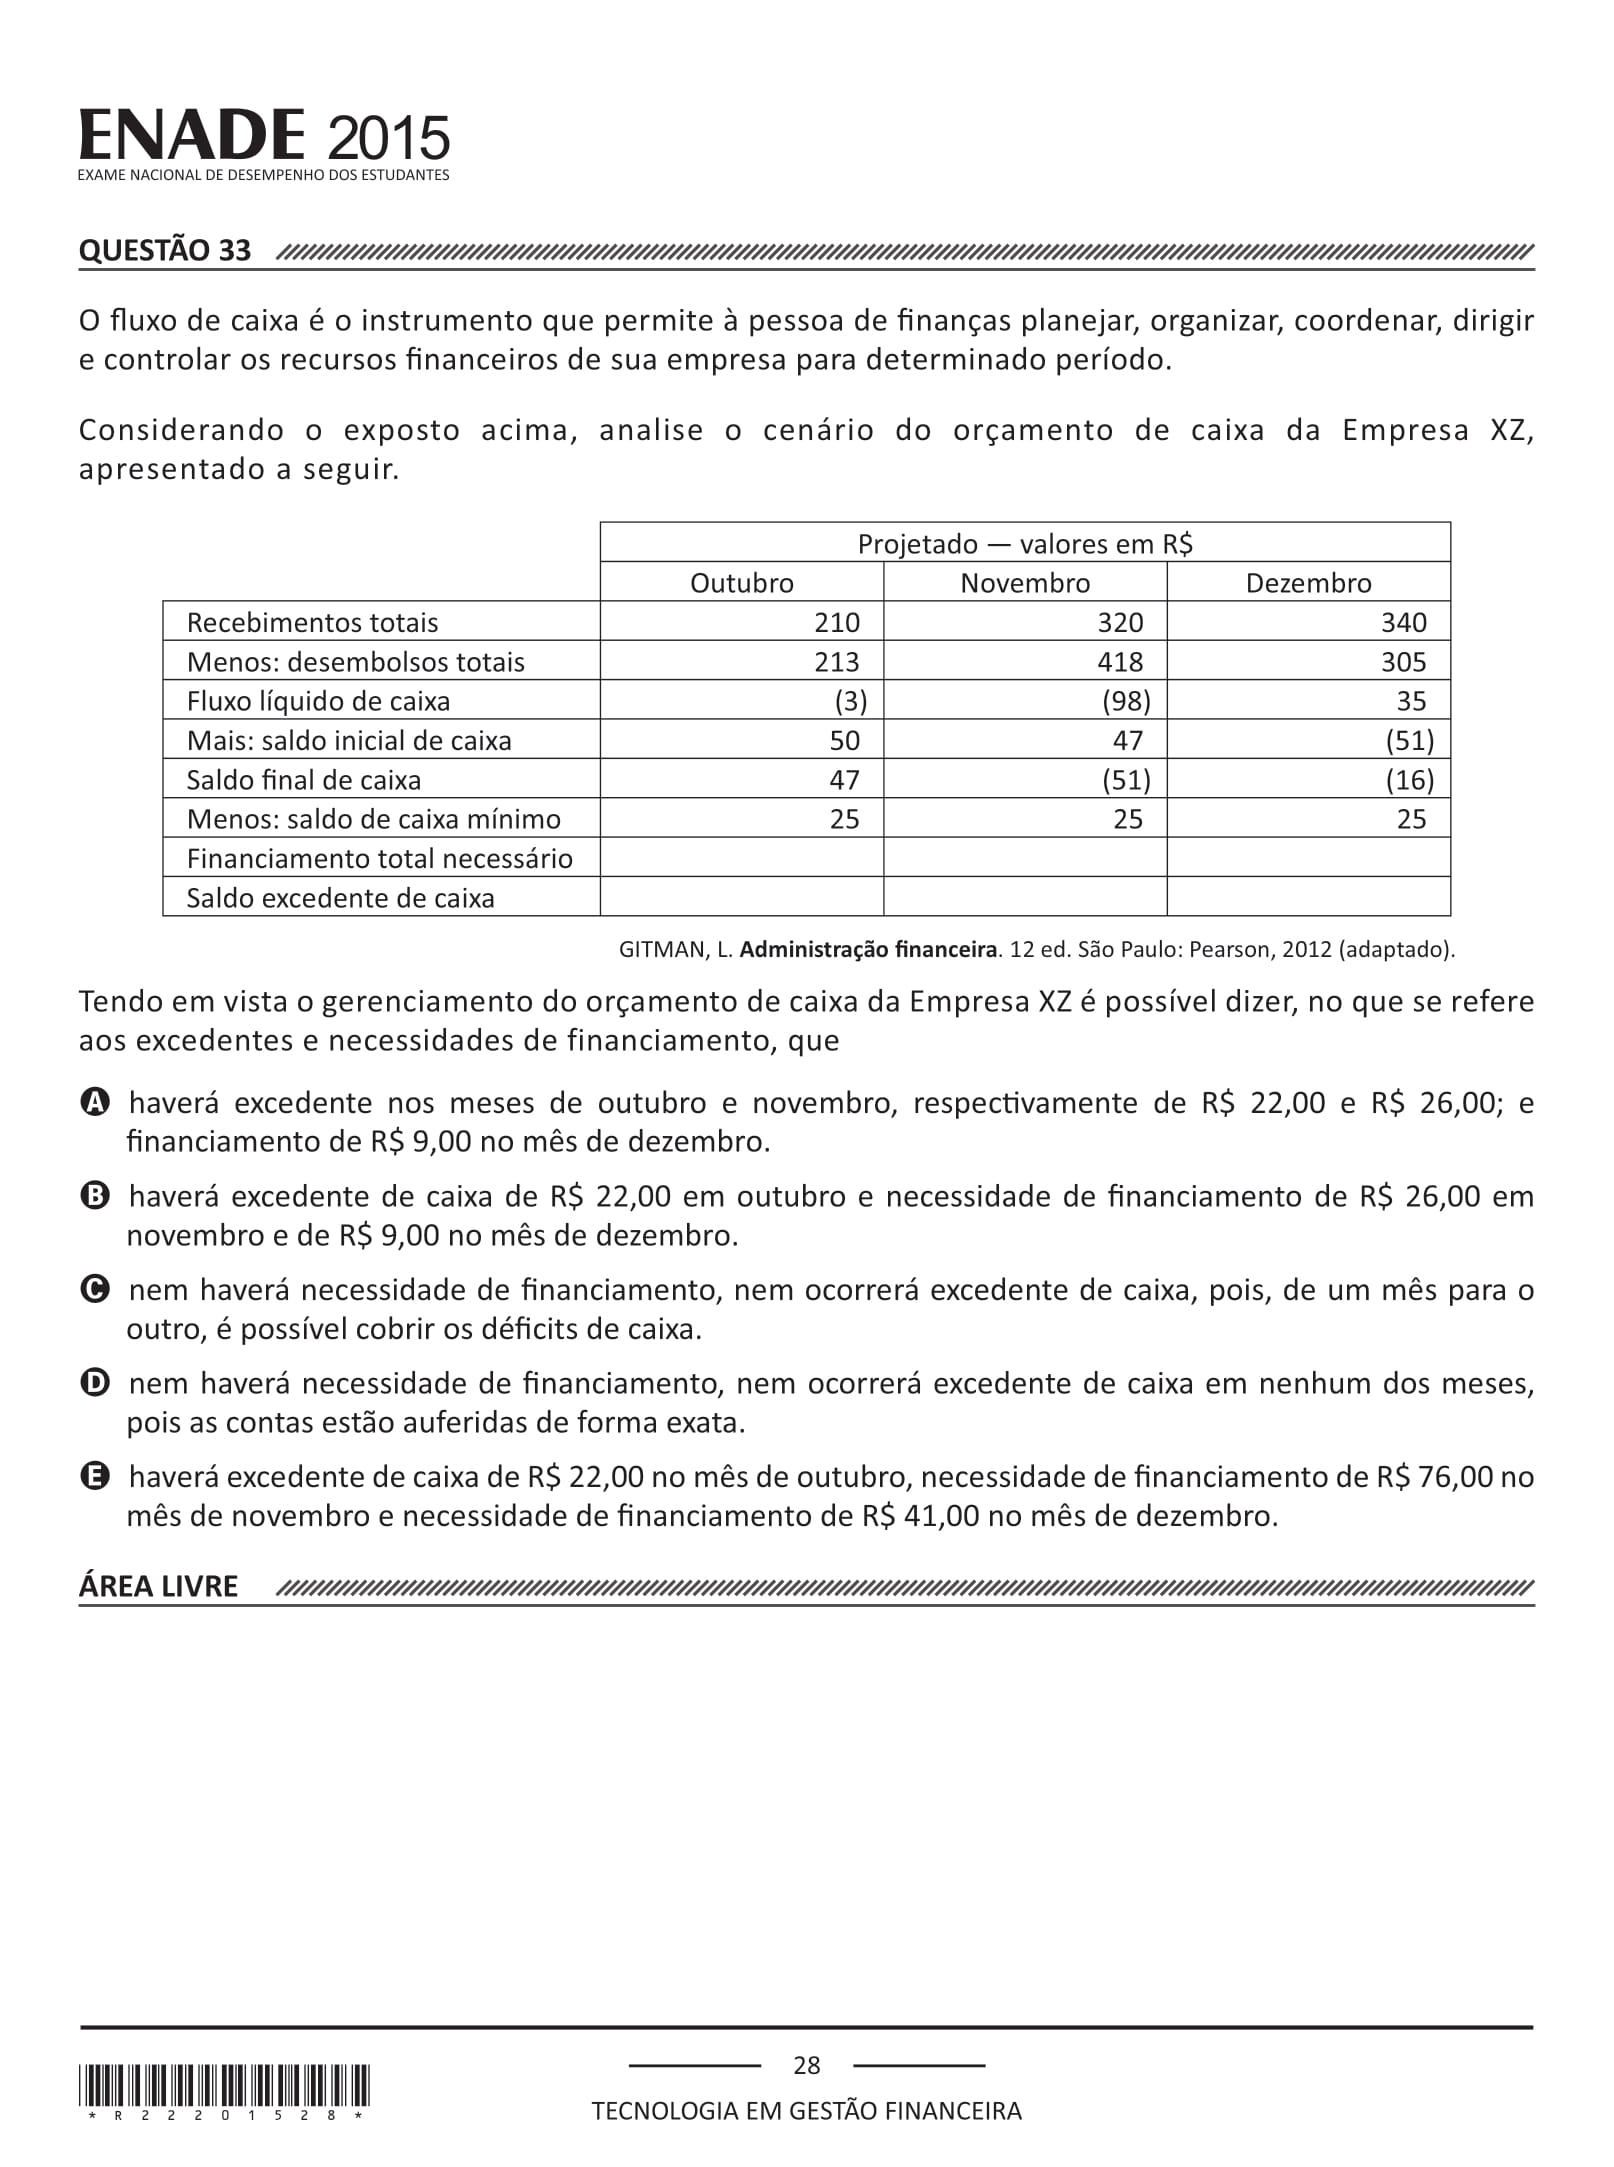 ENADE 2015
EXAME NACIONAL DE DESEMPENHO DOS ESTUDANTES
QUESTÃO 33
O fluxo de caixa é o instrumento que permite à pessoa de finanças planejar, organizar, coordenar, dirigir
e controlar os recursos financeiros de sua empresa para determinado período.
Considerando o exposto acima, analise o cenário do orçamento de caixa da Empresa XZ,
apresentado a seguir.
Projetado — valores em R$
Outubro Novembro Dezembro
Recebimentos totais 210 320 340
Menos: desembolsos totais 213 418 305
Fluxo líquido de caixa (3) (98) 35
Mais: saldo inicial de caixa 50 47 (51)
Saldo final de caixa 47 (51) (16)
Menos: saldo de caixa mínimo 25 25 25
Financiamento total necessário
Saldo excedente de caixa
GITMAN, L. Administração financeira. 12 ed. São Paulo: Pearson, 2012 (adaptado).
Tendo em vista o gerenciamento do orçamento de caixa da Empresa XZ é possível dizer, no que se refere
aos excedentes e necessidades de financiamento, que
A haverá excedente nos meses de outubro e novembro, respectivamente de R$ 22,00 e R$ 26,00; e
financiamento de R$ 9,00 no mês de dezembro.
B haverá excedente de caixa de R$ 22,00 em outubro e necessidade de financiamento de R$ 26,00 em
novembro e de R$ 9,00 no mês de dezembro.
C nem haverá necessidade de financiamento, nem ocorrerá excedente de caixa, pois, de um mês para o
outro, é possível cobrir os déficits de caixa.
D nem haverá necessidade de financiamento, nem ocorrerá excedente de caixa em nenhum dos meses,
pois as contas estão auferidas de forma exata.
E haverá excedente de caixa de R$ 22,00 no mês de outubro, necessidade de financiamento de R$ 76,00 no
mês de novembro e necessidade de financiamento de R$ 41,00 no mês de dezembro.
ÁREA LIVRE
28
* R 2 2 2 0 1 5 2 8 *
TECNOLOGIA EM GESTÃO FINANCEIRA